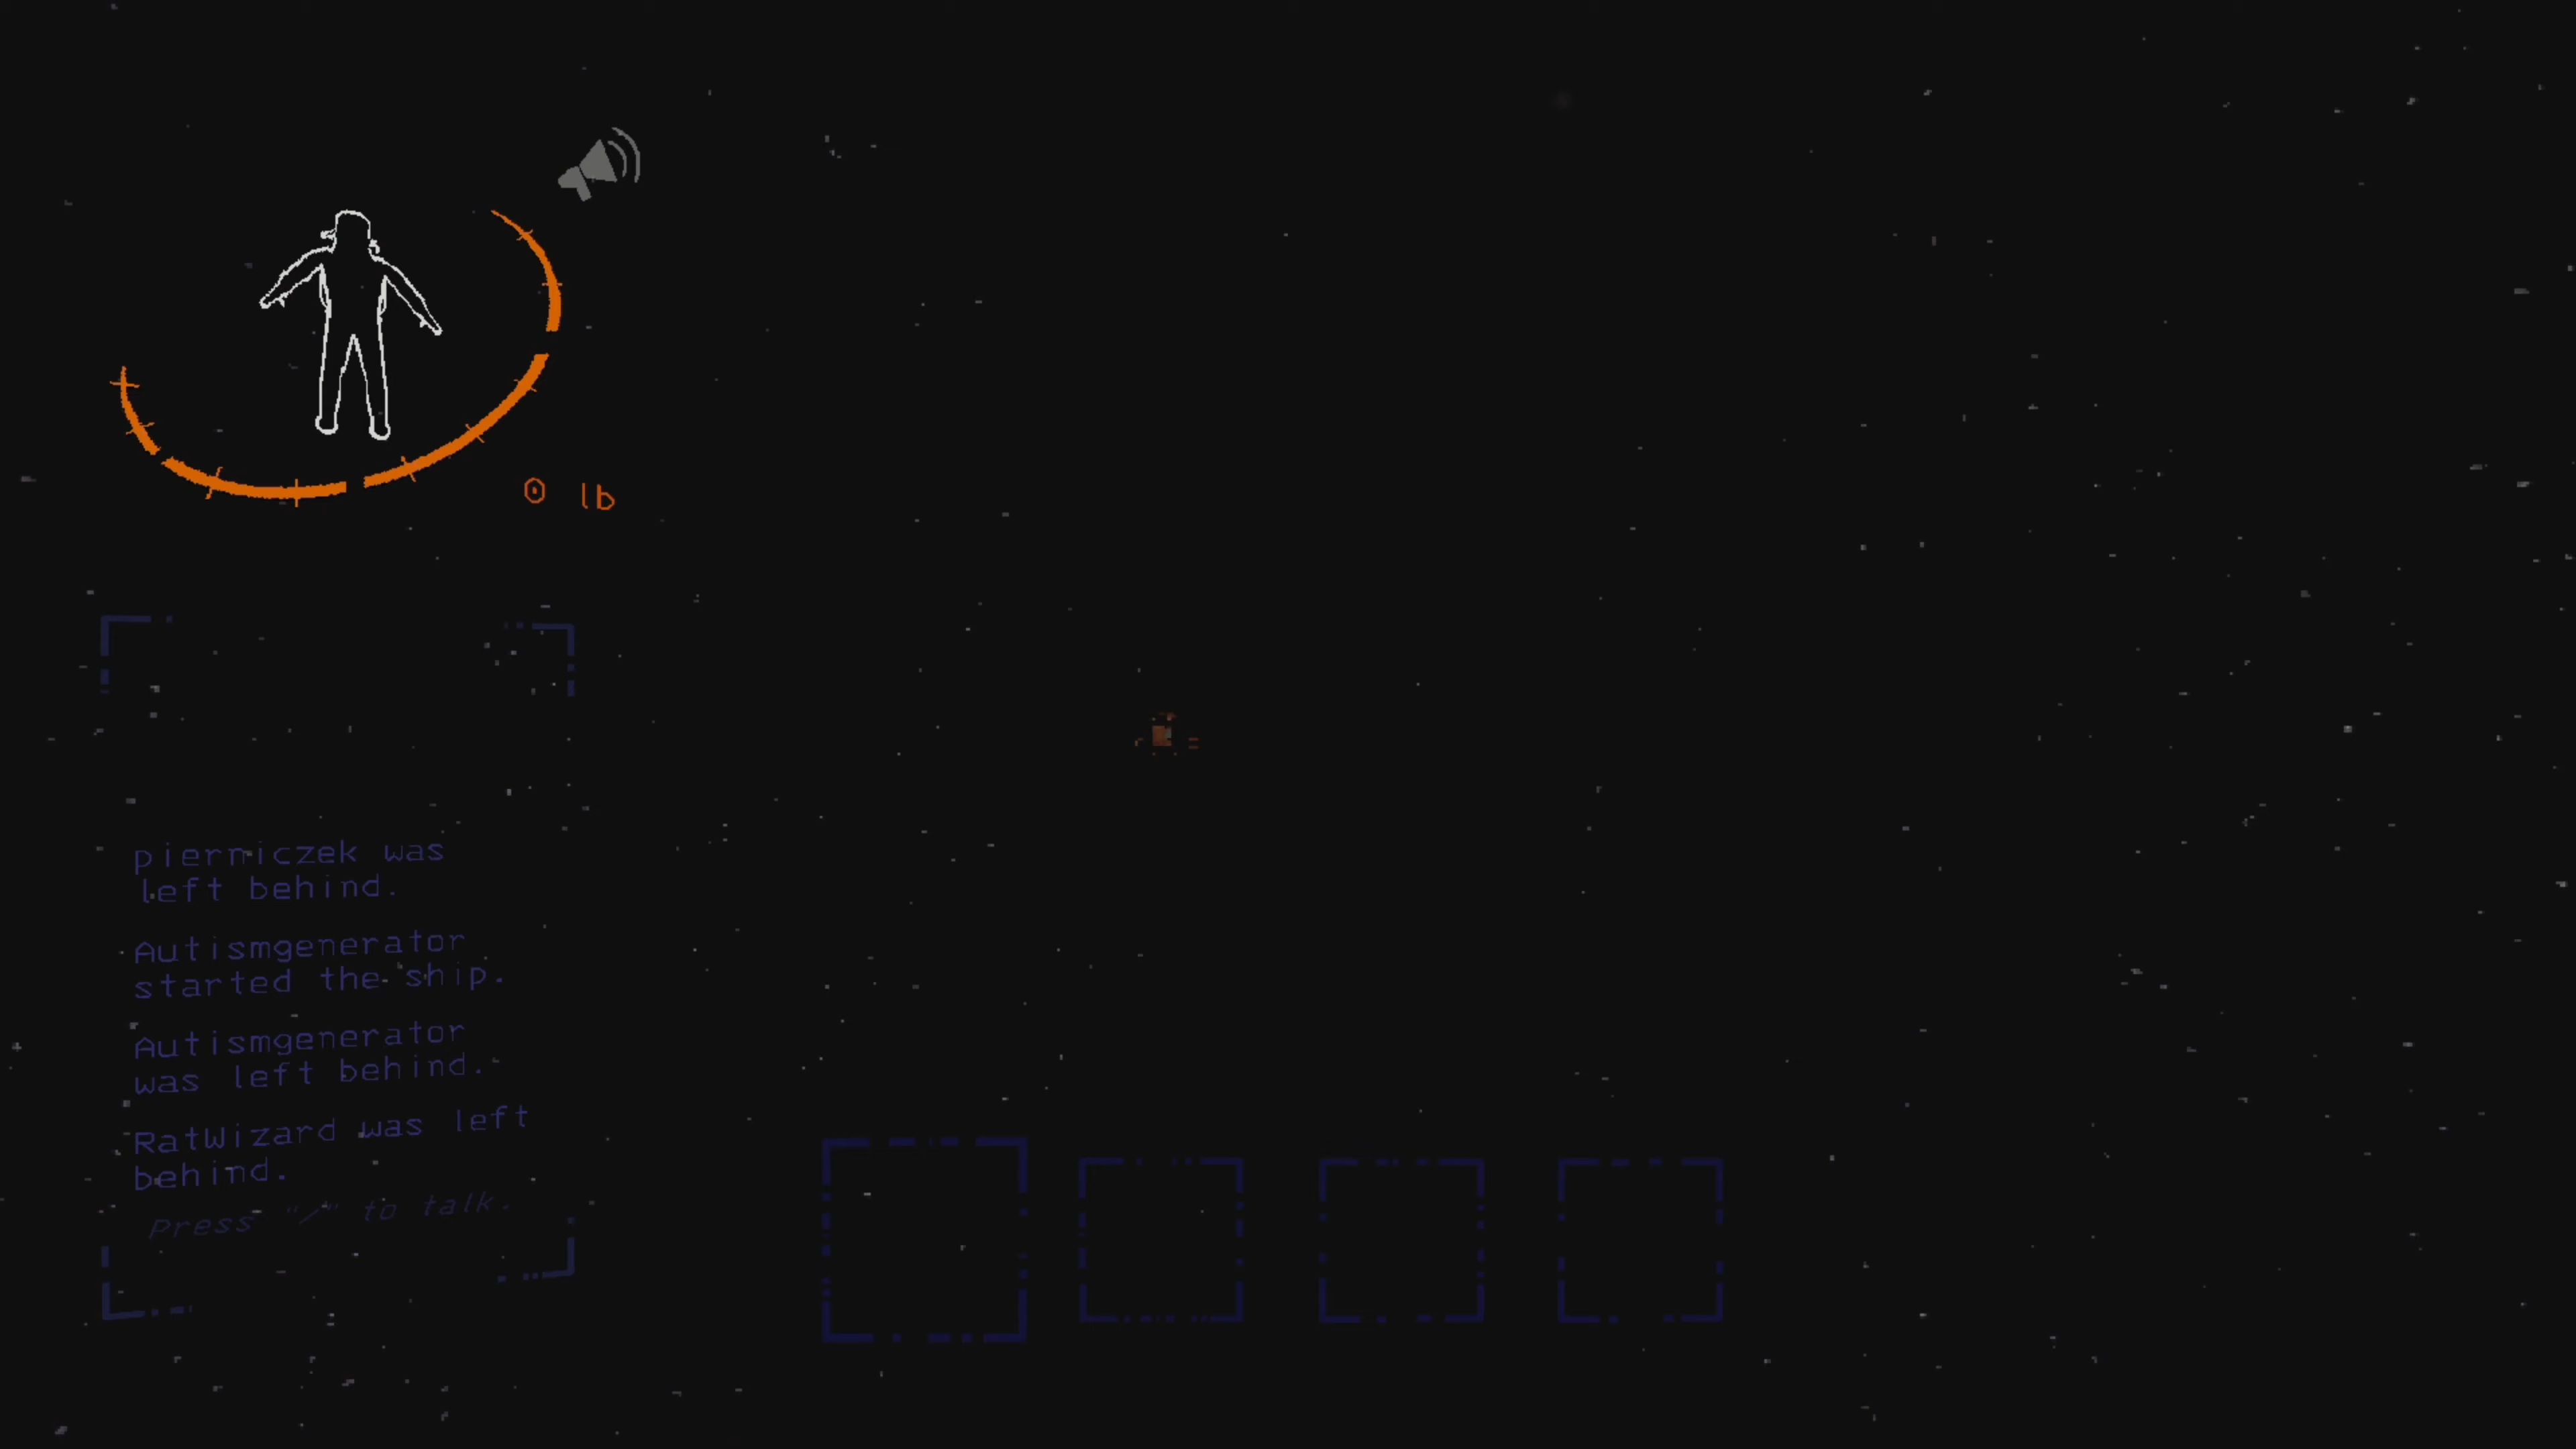 0 lb
pierniczek was
left behind.
Autismgenerator
started the ship.
Autismgenerator
was left behind.
RatWizard was left
behind.
Press "/" to talk.